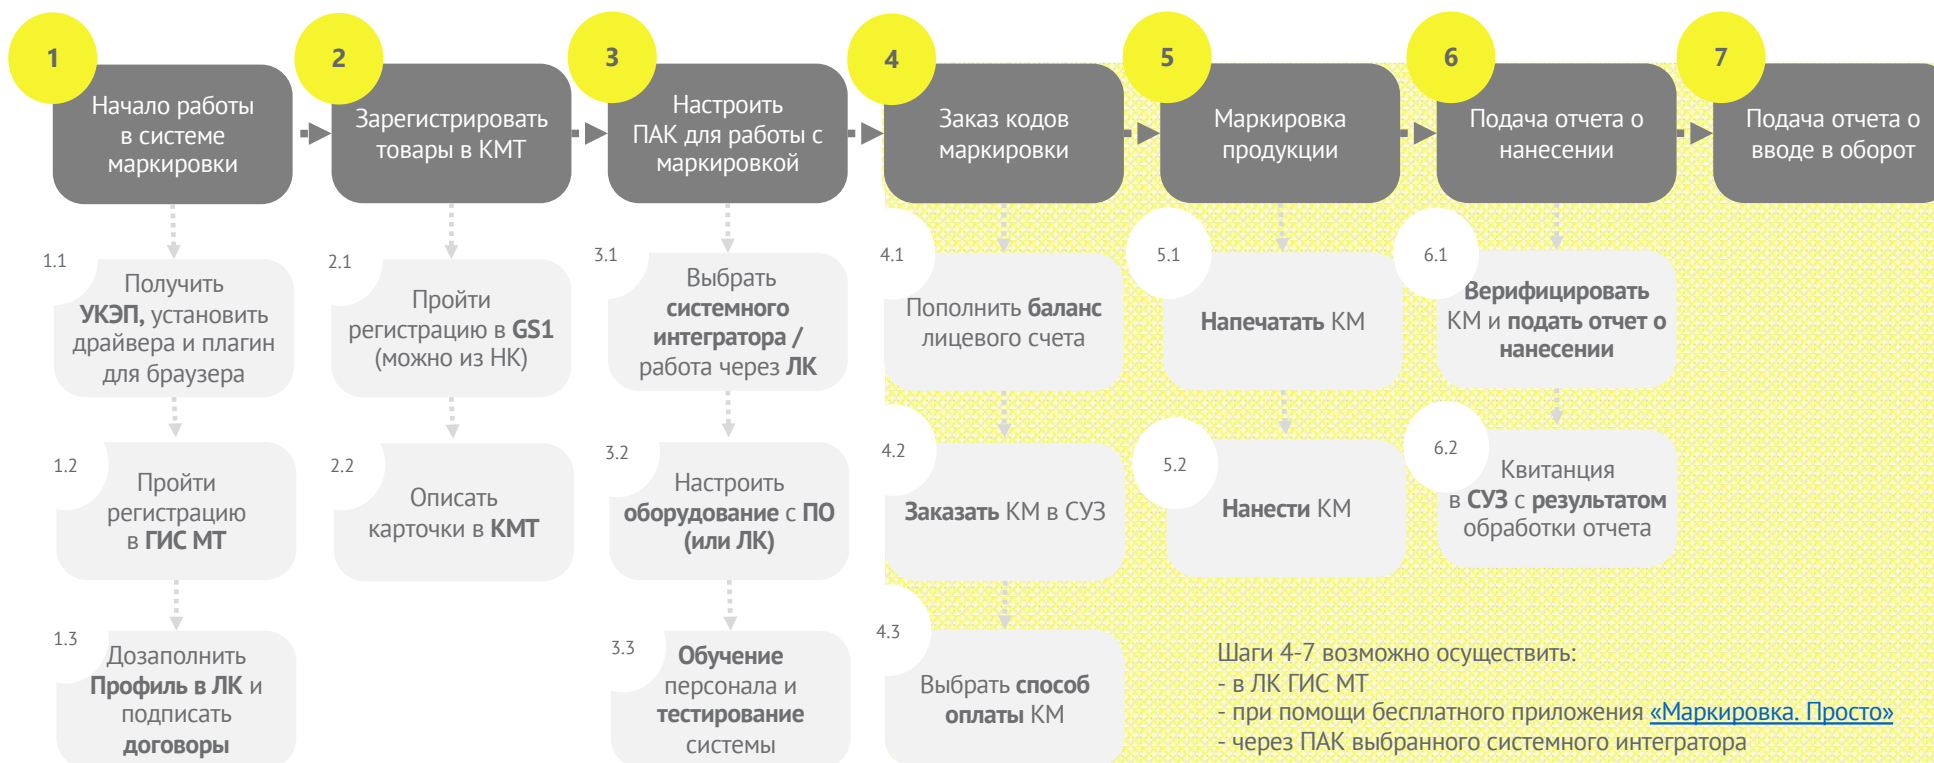 1
Начало работы
в системе
маркировки
2
Зарегистрировать
товары в КМТ
3
Настроить
ПАК для работы с
маркировкой
4
Заказ кодов
маркировки
5
Маркировка
продукции
6
Подача отчета о
нанесении
7
Подача отчета о
вводе в оборот
1.1
Получить
УКЭП, установить
драйвера и плагин
для браузера
1.2
Пройти
регистрацию
в ГИС МТ
1.3
Дозаполнить
Профиль в ЛК и
подписать
договоры
2.1
Пройти
регистрацию в GS1
(можно из НК)
2.2
Описать
карточки в КМТ
3.1
Выбрать
системного
интегратора /
работа через ЛК
3.2
Настроить
оборудование с ПО
(или ЛК)
3.3
Обучение
персонала и
тестирование
системы
4.1
Пополнить баланс
лицевого счета
4.2
Заказать КМ в СУЗ
4.3
Выбрать способ
оплаты КМ
5.1
Напечатать КМ
5.2
Нанести КМ
6.1
Верифицировать
КМ и подать отчет о
нанесении
6.2
Квитанция
в СУЗ с результатом
обработки отчета
Шаги 4-7 возможно осуществить:
- в ЛК ГИС МТ
- при помощи бесплатного приложения «Маркировка. Просто»
- через ПАК выбранного системного интегратора